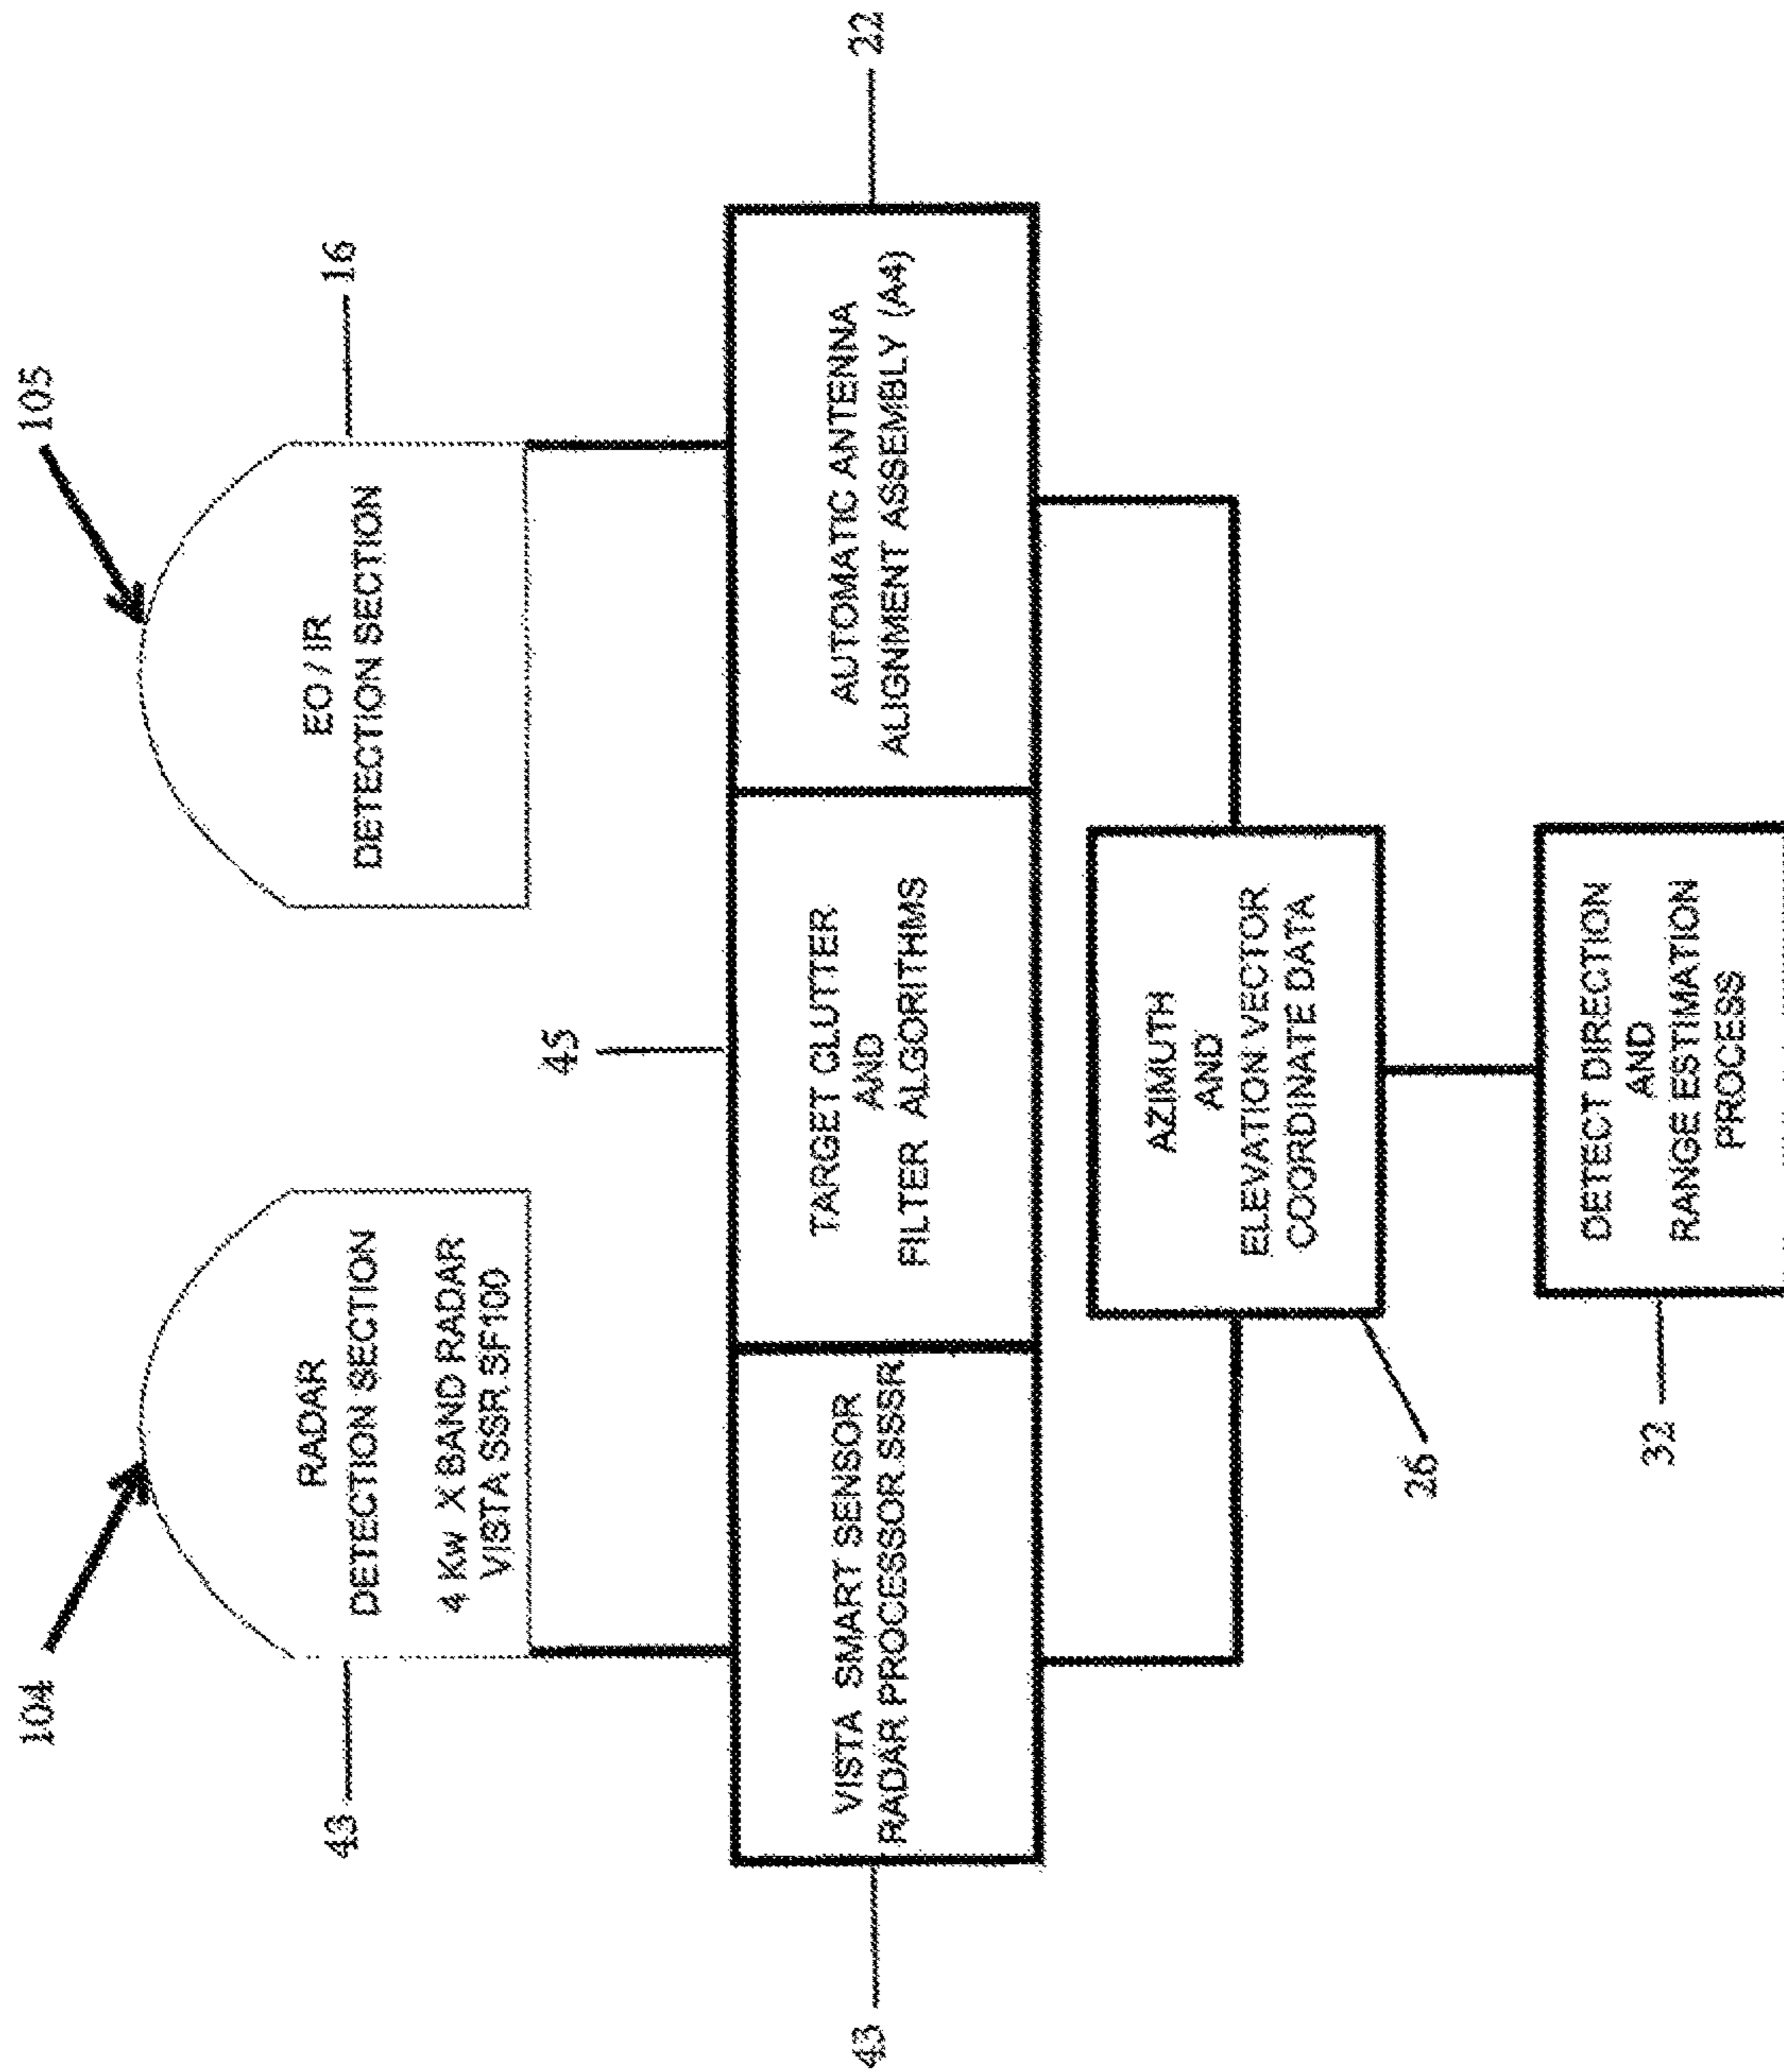 104
105
43
16
RADAR
DETECTION SECTION
4 Kw X BAND RADAR
VISTA SSR SF100
EO / IR
DETECTION SECTION
45
43
22
VISTA SMART SENSOR
RADAR PROCESSOR SSSR
TARGET CLUTTER
AND
FILTER ALGORITHMS
AUTOMATIC ANTENNA
ALIGNMENT ASSEMBLY (A4)
AZIMUTH
AND
ELEVATION VECTOR
COORDINATE DATA
26
DETECT DIRECTION
AND
RANGE ESTIMATION
PROCESS
32